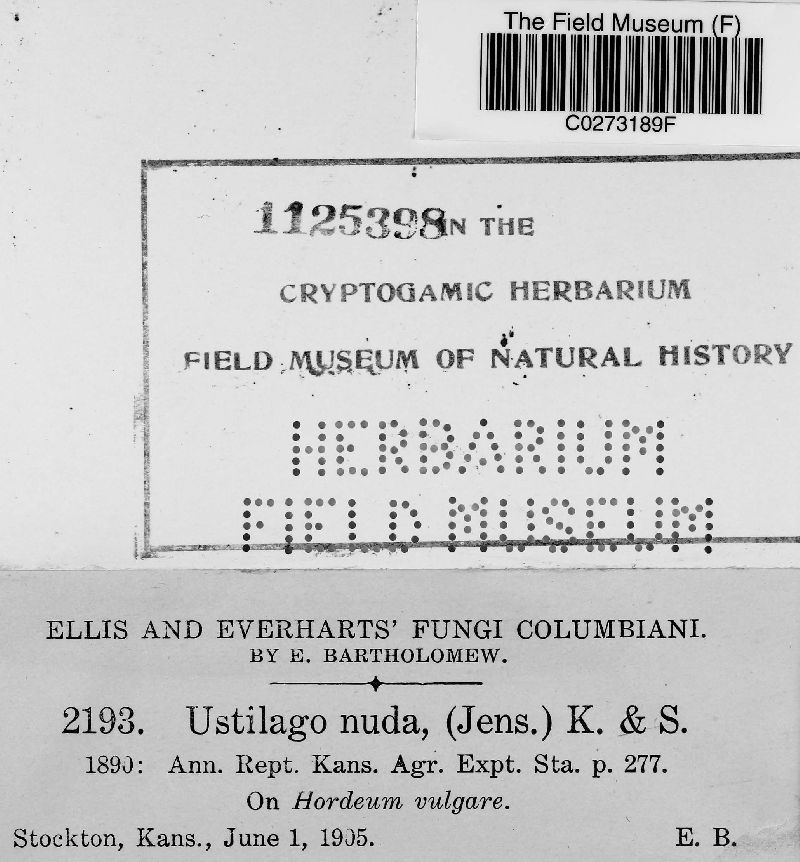 The Field Museum (F)
C0273189F
1125398 IN THE
CRYPTOGAMIC HERBARIUM
FIELD MUSEUM OF NATURAL HISTORY
HERBARIUM
FIELD MUSEUM
ELLIS AND EVERHARTS' FUNGI COLUMBIANI.
BY E. BARTHOLOMEW.
2193. Ustilago nuda, (Jens.) K. & S.
1890: Ann. Rept. Kans. Agr. Expt. Sta. p. 277.
On Hordeum vulgare.
Stockton, Kans., June 1, 1905. E. B.